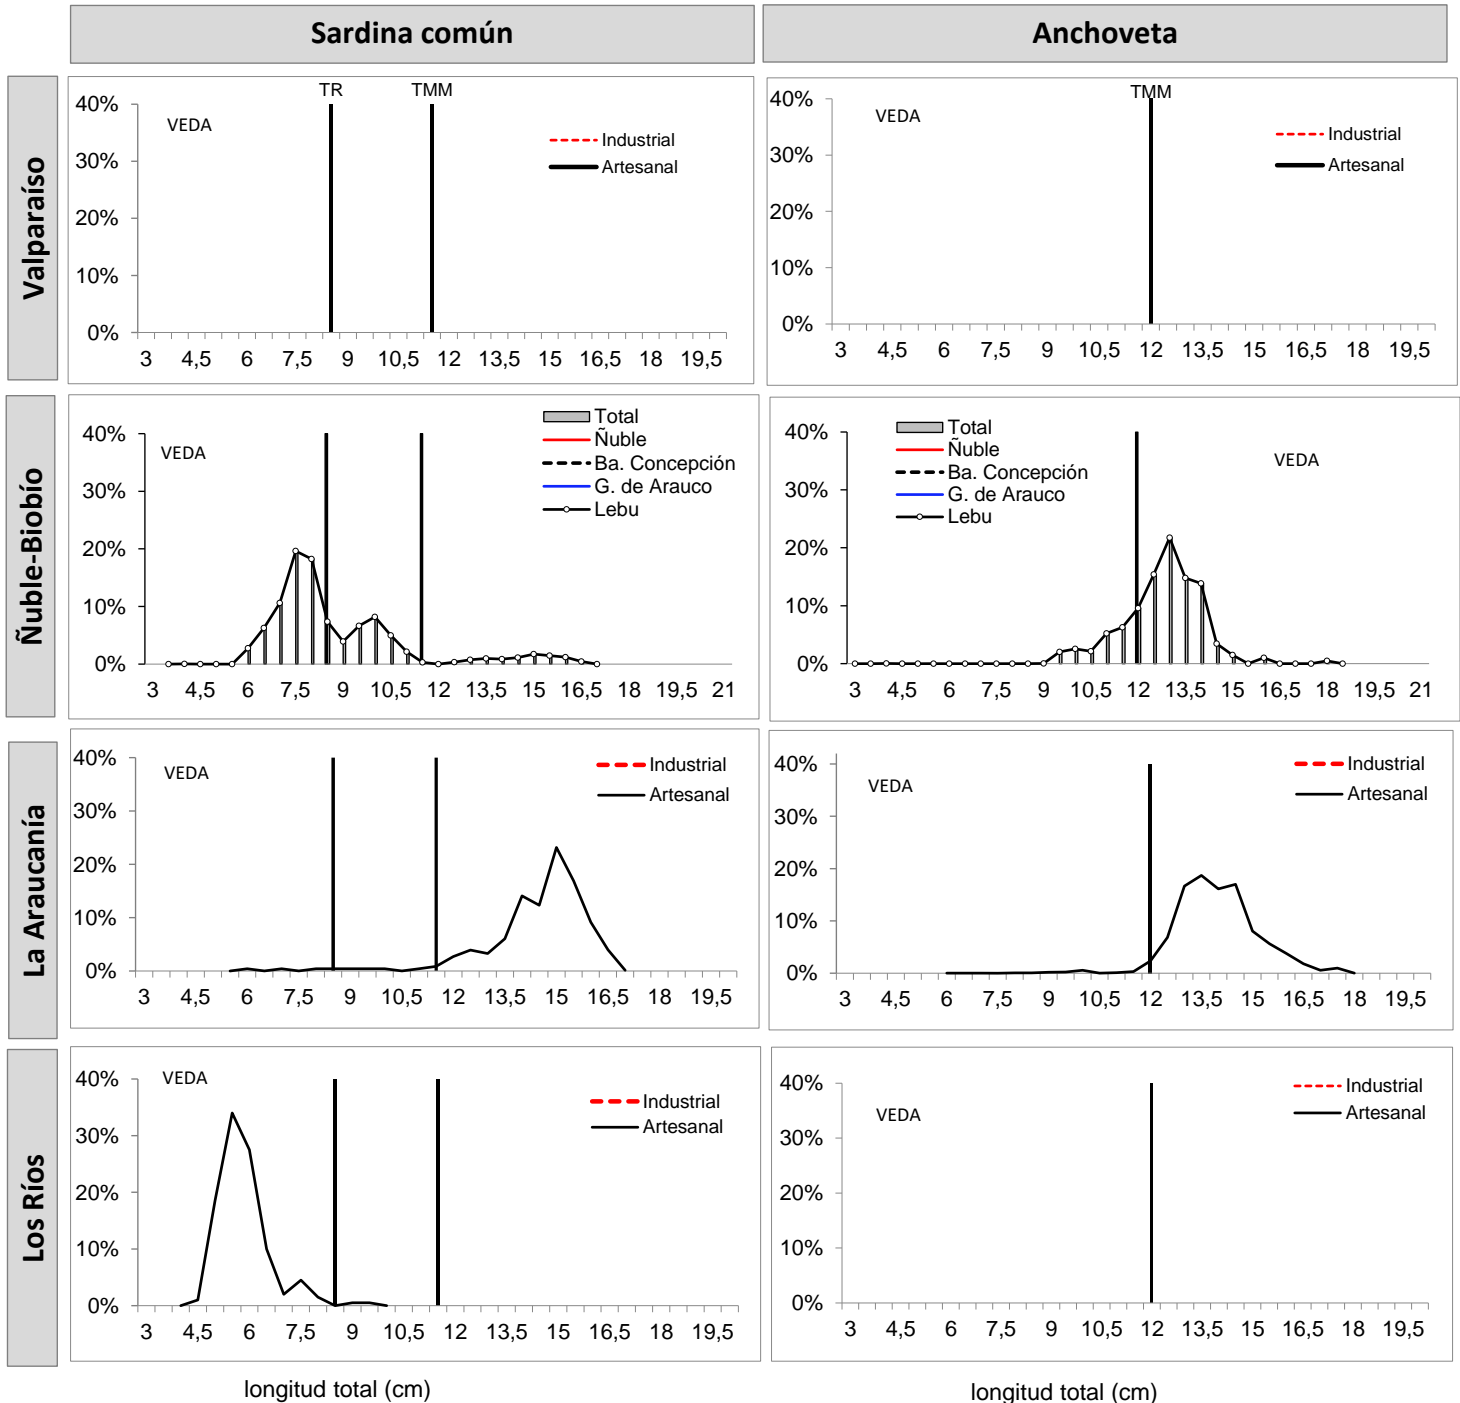 Sardina común
Anchoveta
Valparaíso
TR TMM
40%
30%
20%
10%
0%
VEDA
Industrial
Artesanal
3 4,5 6 7,5 9 10,5 12 13,5 15 16,5 18 19,5
TMM
40%
30%
20%
10%
0%
VEDA
Industrial
Artesanal
3 4,5 6 7,5 9 10,5 12 13,5 15 16,5 18 19,5
Ñuble-Biobío
40%
30%
20%
10%
0%
VEDA
Total
Ñuble
Ba. Concepción
G. de Arauco
Lebu
3 4,5 6 7,5 9 10,5 12 13,5 15 16,5 18 19,5 21
40%
30%
20%
10%
0%
Total
Ñuble
Ba. Concepción
G. de Arauco
Lebu
VEDA
3 4,5 6 7,5 9 10,5 12 13,5 15 16,5 18 19,5 21
La Araucanía
40%
30%
20%
10%
0%
VEDA
Industrial
Artesanal
3 4,5 6 7,5 9 10,5 12 13,5 15 16,5 18 19,5
40%
30%
20%
10%
0%
VEDA
Industrial
Artesanal
3 4,5 6 7,5 9 10,5 12 13,5 15 16,5 18 19,5
Los Ríos
40%
30%
20%
10%
0%
VEDA
Industrial
Artesanal
3 4,5 6 7,5 9 10,5 12 13,5 15 16,5 18 19,5
40%
30%
20%
10%
0%
VEDA
Industrial
Artesanal
3 4,5 6 7,5 9 10,5 12 13,5 15 16,5 18 19,5
longitud total (cm)
longitud total (cm)